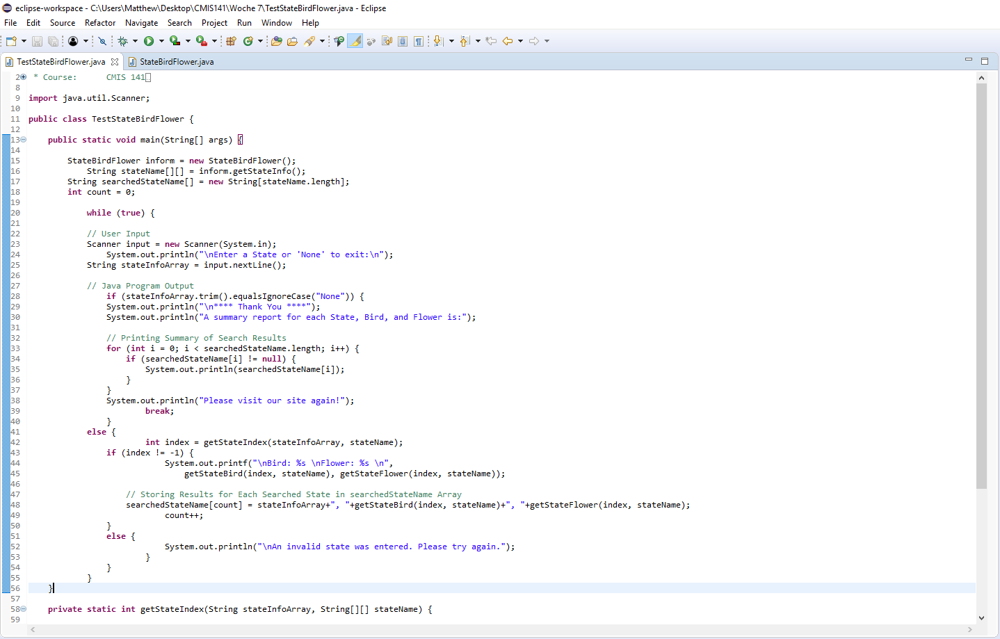 eclipse-workspace - C:\Users\Matthew\Desktop\CMIS141\Woche 7\TestStateBirdFlower.java - Eclipse
File Edit Source Refactor Navigate Search Project Run Window Help
TestStateBirdFlower.java StateBirdFlower.java
2 * Course:      CMIS 141
8
9 import java.util.Scanner;
10
11 public class TestStateBirdFlower {
12
13     public static void main(String[] args) {
14
15         StateBirdFlower inform = new StateBirdFlower();
16             String stateName[][] = inform.getStateInfo();
17         String searchedStateName[] = new String[stateName.length];
18         int count = 0;
19
20             while (true) {
21
22             // User Input
23             Scanner input = new Scanner(System.in);
24                 System.out.println("\nEnter a State or 'None' to exit:\n");
25             String stateInfoArray = input.nextLine();
26
27             // Java Program Output
28                 if (stateInfoArray.trim().equalsIgnoreCase("None")) {
29                 System.out.println("\n**** Thank You ****");
30                 System.out.println("A summary report for each State, Bird, and Flower is:");
31
32                 // Printing Summary of Search Results
33                 for (int i = 0; i < searchedStateName.length; i++) {
34                     if (searchedStateName[i] != null) {
35                         System.out.println(searchedStateName[i]);
36                     }
37                 }
38                 System.out.println("Please visit our site again!");
39                         break;
40                 }
41             else {
42                         int index = getStateIndex(stateInfoArray, stateName);
43                 if (index != -1) {
44                             System.out.printf("\nBird: %s \nFlower: %s \n",
45                                 getStateBird(index, stateName), getStateFlower(index, stateName));
46
47                     // Storing Results for Each Searched State in searchedStateName Array
48                     searchedStateName[count] = stateInfoArray+", "+getStateBird(index, stateName)+", "+getStateFlower(index, stateName);
49                             count++;
50                 }
51                 else {
52                             System.out.println("\nAn invalid state was entered. Please try again.");
53                         }
54                 }
55             }
56     }
57
58     private static int getStateIndex(String stateInfoArray, String[][] stateName) {
59